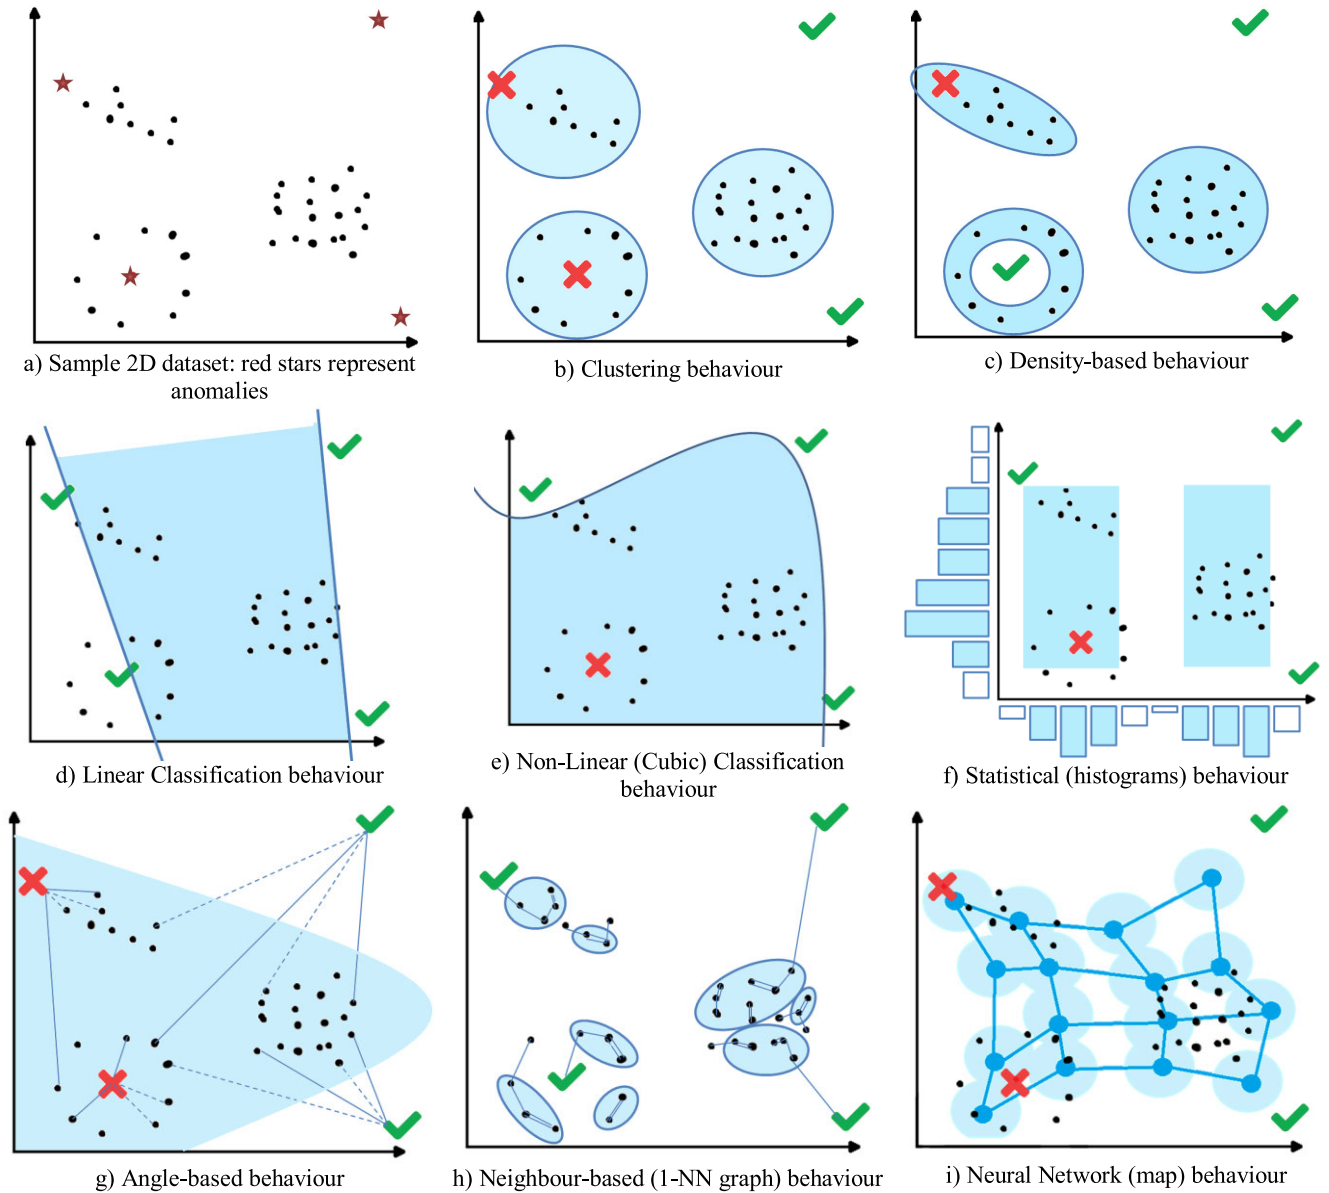 a) Sample 2D dataset: red stars represent
anomalies
b) Clustering behaviour
c) Density-based behaviour
d) Linear Classification behaviour
e) Non-Linear (Cubic) Classification
behaviour
f) Statistical (histograms) behaviour
g) Angle-based behaviour
h) Neighbour-based (1-NN graph) behaviour
i) Neural Network (map) behaviour